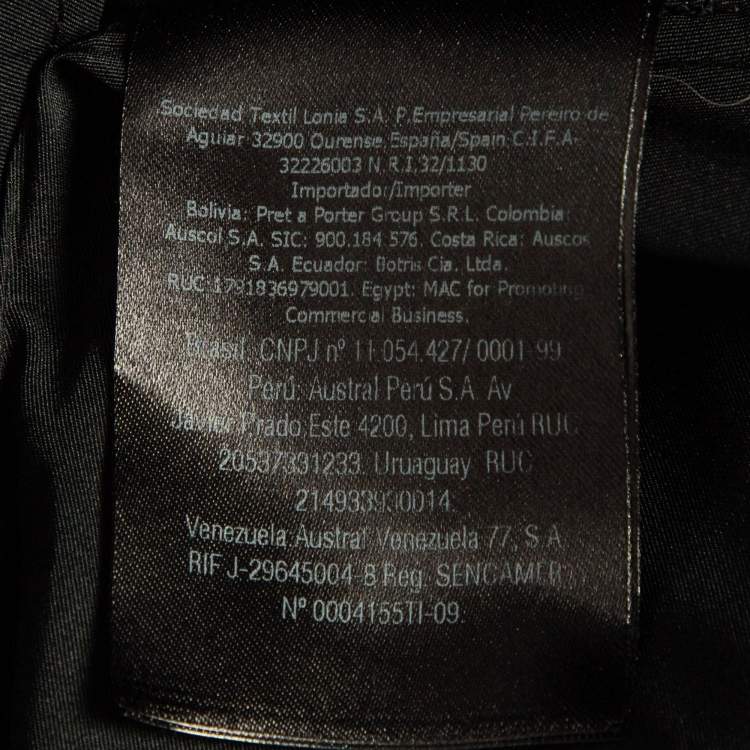 Sociedad Textil Lonia S.A. P.Empresarial Pereiro de
Aguiar 32900 Ourense España/Spain C.I.F.A-
32226003 N.R.I.32/1130
Importado/Importer
Bolivia: Pret a Porter Group S.R.L. Colombia:
Auscol S.A. SIC: 900.184.576. Costa Rica: Auscos
S.A. Ecuador: Botris Cia. Ltda.
RUC 1791836979001. Egypt: MAC for Promoting
Commercial Business.
Brasil: CNPJ nº 11.054.427/0001-99
Perú: Austral Perú S.A. Av
Javier Prado Este 4200, Lima Perú RUC
20537331233. Uruaguay RUC
214933930014.
Venezuela Austral Venezuela 77, S.A
RIF J-29645004-8 Reg.
Nº 0004155TI-09.